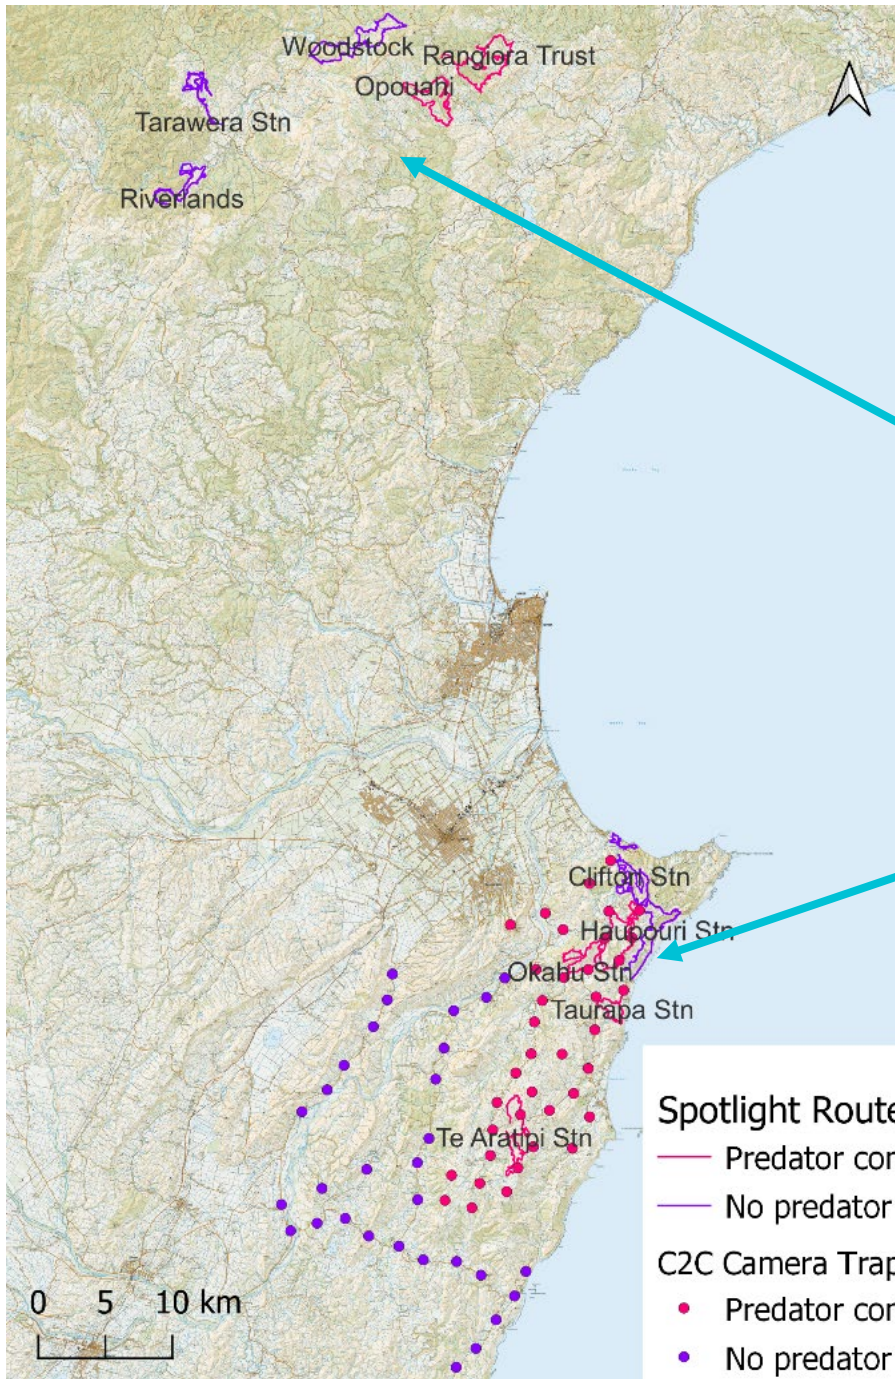 Woodstock
Rangiora Trust
Opouahi
Tarawera Stn
Riverlands
Clifton Stn
Haupouri Stn
Okahu Stn
Taurapa Stn
Te Aratipi Stn
Spotlight Route
Predator con
No predator
C2C Camera Trap
Predator con
No predator
0 5 10 km